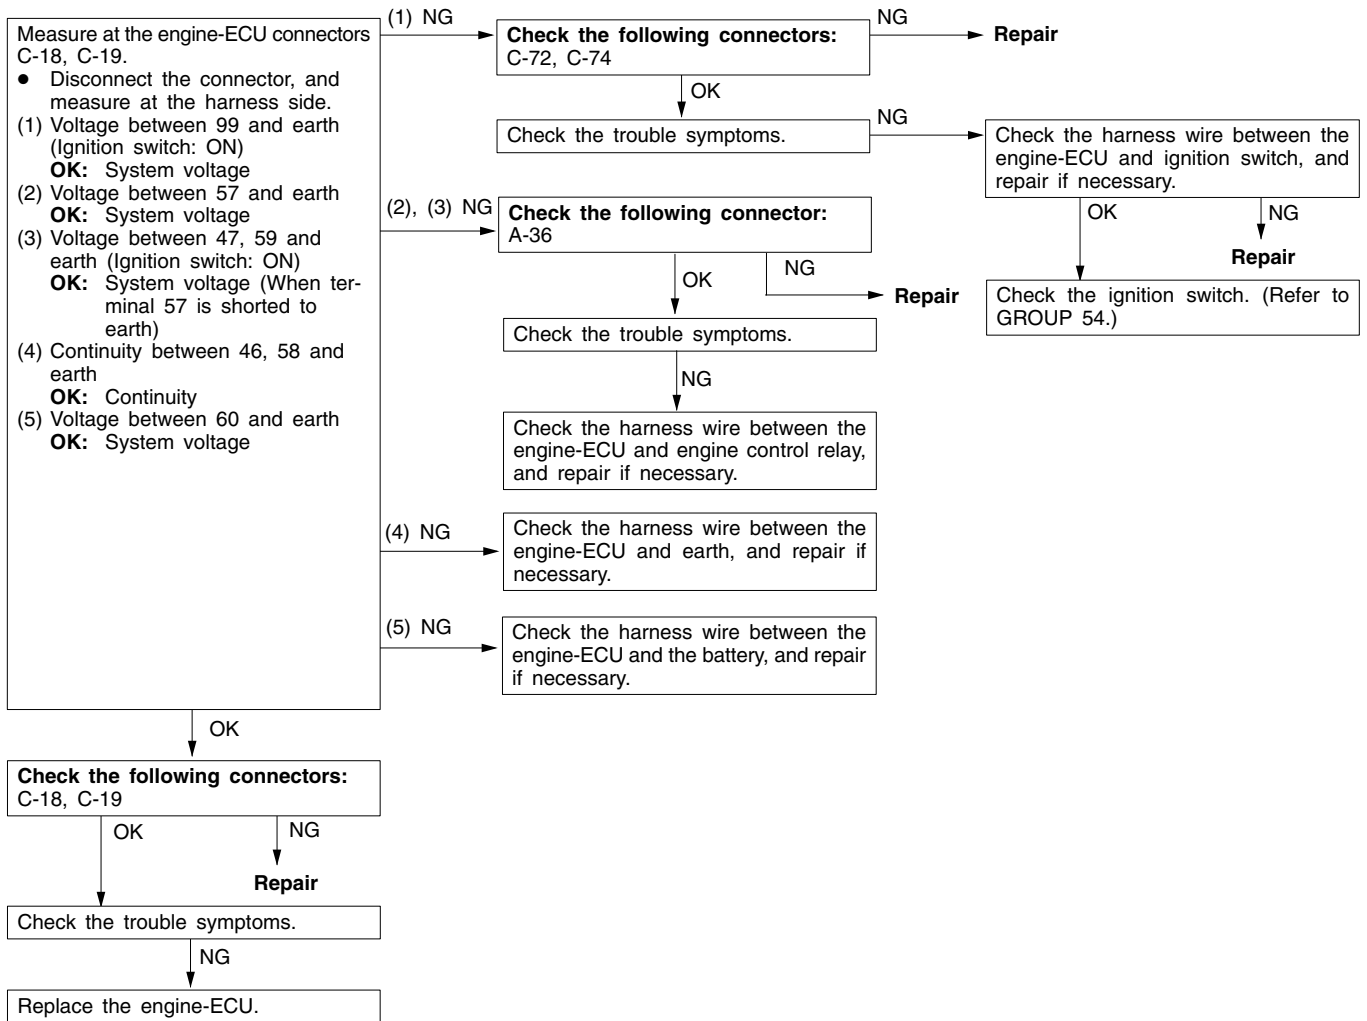 Measure at the engine-ECU connectors
C-18, C-19.
● Disconnect the connector, and
measure at the harness side.
(1) Voltage between 99 and earth
(Ignition switch: ON)
OK: System voltage
(2) Voltage between 57 and earth
OK: System voltage
(3) Voltage between 47, 59 and
earth (Ignition switch: ON)
OK: System voltage (When ter-
minal 57 is shorted to
earth)
(4) Continuity between 46, 58 and
earth
OK: Continuity
(5) Voltage between 60 and earth
OK: System voltage
(1) NG
Check the following connectors:
C-72, C-74
NG
Repair
OK
Check the trouble symptoms.
NG
Check the harness wire between the
engine-ECU and ignition switch, and
repair if necessary.
OK
NG
Repair
Check the ignition switch. (Refer to
GROUP 54.)
(2), (3) NG
Check the following connector:
A-36
OK
NG
Repair
Check the trouble symptoms.
NG
Check the harness wire between the
engine-ECU and engine control relay,
and repair if necessary.
(4) NG
Check the harness wire between the
engine-ECU and earth, and repair if
necessary.
(5) NG
Check the harness wire between the
engine-ECU and the battery, and repair
if necessary.
OK
Check the following connectors:
C-18, C-19
OK
NG
Repair
Check the trouble symptoms.
NG
Replace the engine-ECU.